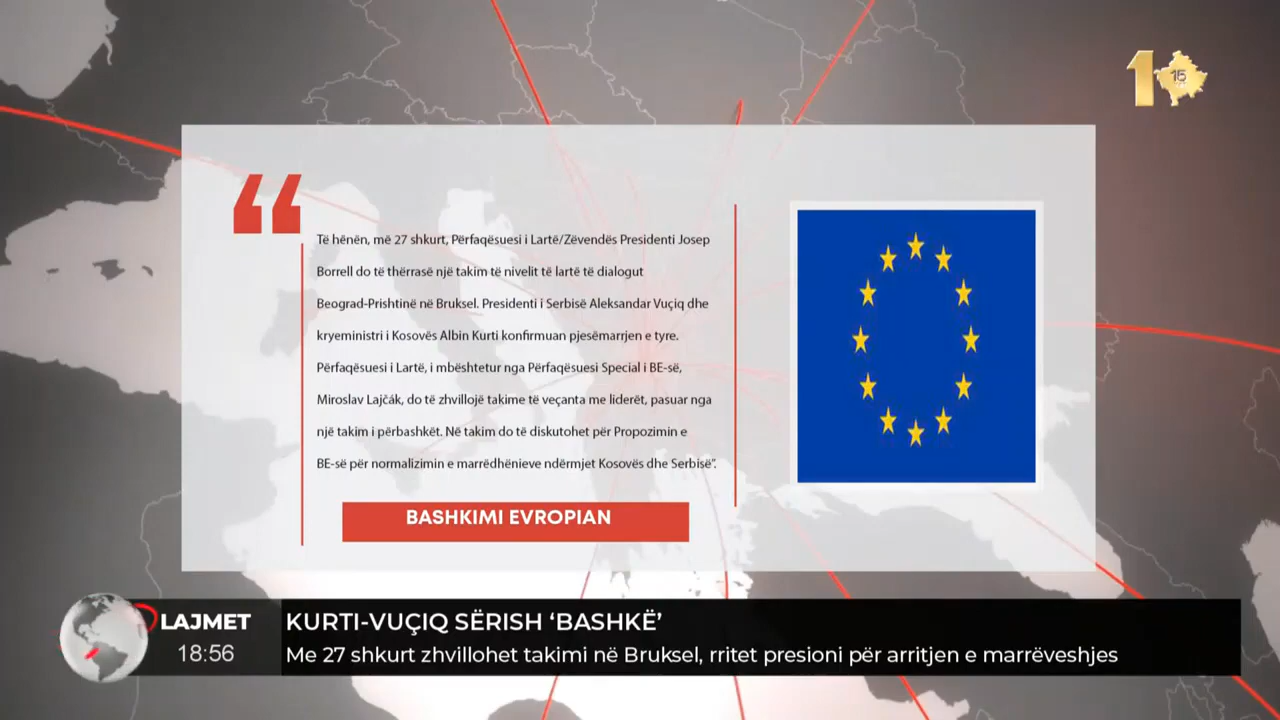 1
15
“
Të hënën, më 27 shkurt, Përfaqësuesi i Lartë/Zëvendës Presidenti Josep
Borrell do të thërrasë një takim të nivelit të lartë të dialogut
Beograd-Prishtinë në Bruksel. Presidenti i Serbisë Aleksandar Vuçiq dhe
kryeministri i Kosovës Albin Kurti konfirmuan pjesëmarrjen e tyre.
Përfaqësuesi i Lartë, i mbështetur nga Përfaqësuesi Special i BE-së,
Miroslav Lajčák, do të zhvillojë takime të veçanta me liderët, pasuar nga
një takim i përbashkët. Në takim do të diskutohet për Propozimin e
BE-së për normalizimin e marrëdhënieve ndërmjet Kosovës dhe Serbisë”.
BASHKIMI EVROPIAN
LAJMET
18:56
KURTI-VUÇIQ SËRISH ‘BASHKË’
Me 27 shkurt zhvillohet takimi në Bruksel, rritet presioni për arritjen e marrëveshjes